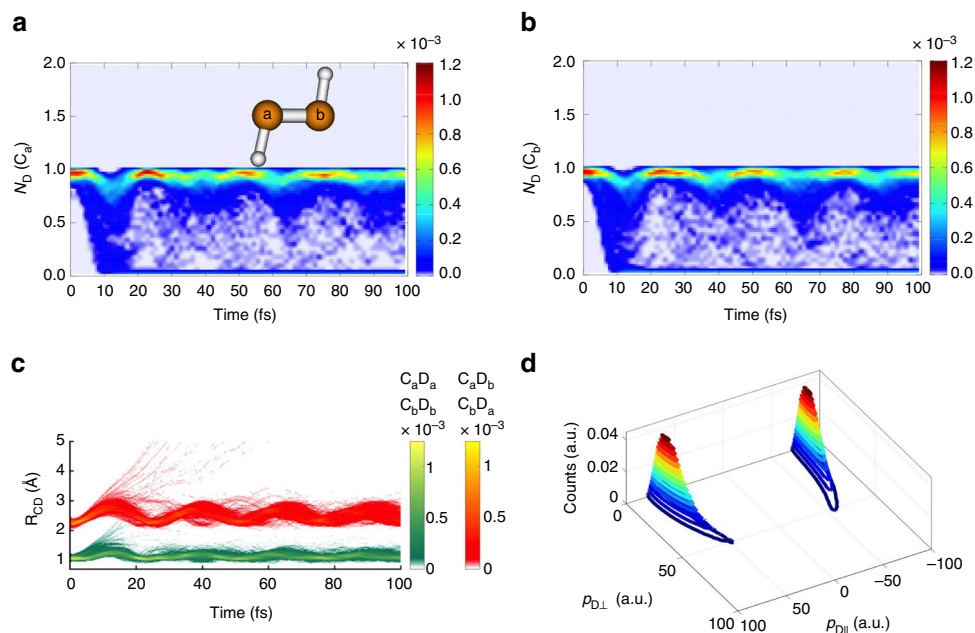 a
× 10⁻³
2.0
1.5
1.0
0.5
0.0
N_D (C_a)
a b
1.2
1.0
0.8
0.6
0.4
0.2
0.0
0 10 20 30 40 50 60 70 80 90 100
Time (fs)
b
× 10⁻³
2.0
1.5
1.0
0.5
0.0
N_D (C_b)
1.2
1.0
0.8
0.6
0.4
0.2
0.0
0 10 20 30 40 50 60 70 80 90 100
Time (fs)
c
C_aD_a C_aD_b
C_bD_b C_bD_a
× 10⁻³ × 10⁻³
5
4
3
2
1
R_CD (Å)
1 1
0.5 0.5
0 0
0 20 40 60 80 100
Time (fs)
d
Counts (a.u.)
0.04
0.02
0
0
50
100
p_D⊥ (a.u.)
100
50
0
−50
−100
p_D|| (a.u.)